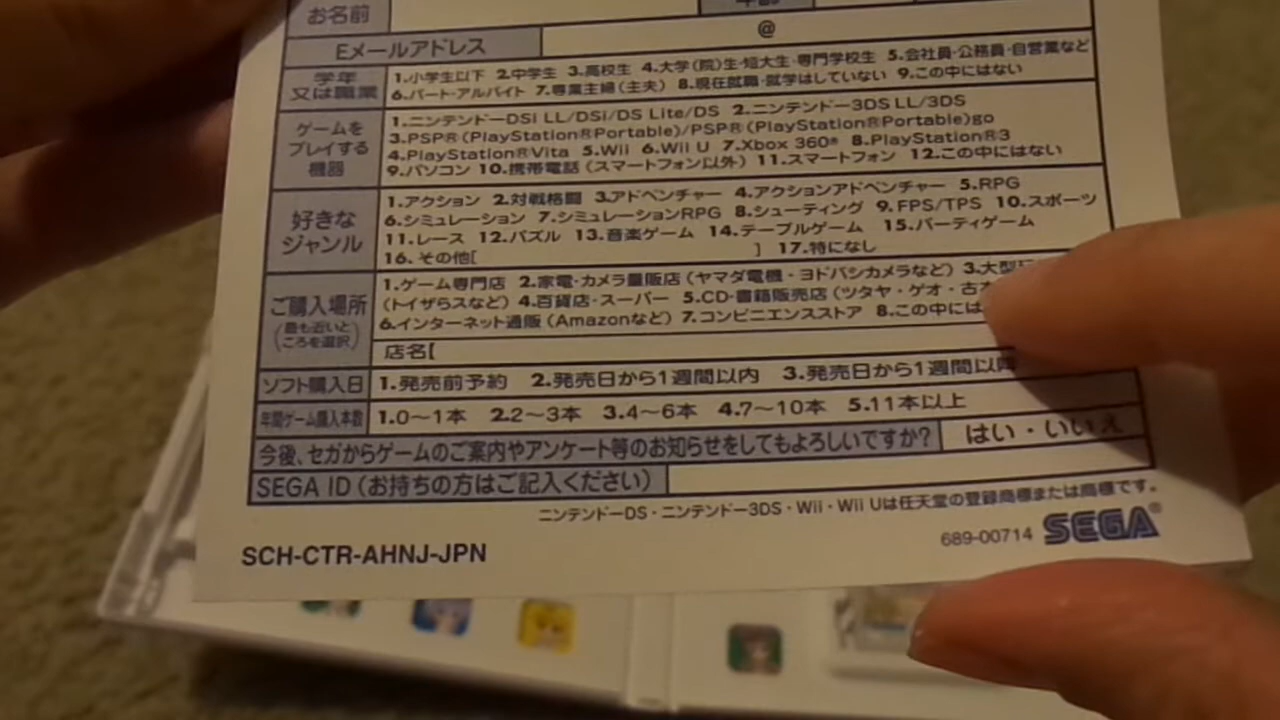 お名前
Eメールアドレス
@
学年又は職業
1.小学生以下 2.中学生 3.高校生 4.大学(院)生・短大生・専門学校生 5.会社員・公務員・自営業など
6.パート・アルバイト 7.専業主婦(主夫) 8.現在就職・就学はしていない 9.この中にはない
ゲームをプレイする機器
1.ニンテンドーDSi LL/DSi/DS Lite/DS 2.ニンテンドー3DS LL/3DS
3.PSP®(PlayStation®Portable)/PSP®(PlayStation®Portable)go
4.PlayStation®Vita 5.Wii 6.Wii U 7.Xbox 360® 8.PlayStation®3
9.パソコン 10.携帯電話(スマートフォン以外) 11.スマートフォン 12.この中にはない
好きなジャンル
1.アクション 2.対戦格闘 3.アドベンチャー 4.アクションアドベンチャー 5.RPG
6.シミュレーション 7.シミュレーションRPG 8.シューティング 9.FPS/TPS 10.スポーツ
11.レース 12.パズル 13.音楽ゲーム 14.テーブルゲーム 15.パーティゲーム
16.その他[ ] 17.特になし
ご購入場所
(最も近いところを選択)
1.ゲーム専門店 2.家電・カメラ量販店(ヤマダ電機・ヨドバシカメラなど) 3.大型
(トイザらスなど) 4.百貨店・スーパー 5.CD・書籍販売店(ツタヤ・ゲオ・古
6.インターネット通販(Amazonなど) 7.コンビニエンスストア 8.この中には
店名[
ソフト購入日
1.発売前予約 2.発売日から1週間以内 3.発売日から1週間以降
年間ゲーム購入本数
1.0～1本 2.2～3本 3.4～6本 4.7～10本 5.11本以上
今後、セガからゲームのご案内やアンケート等のお知らせをしてもよろしいですか?
はい・いいえ
SEGA ID(お持ちの方はご記入ください)
ニンテンドーDS・ニンテンドー3DS・Wii・Wii Uは任天堂の登録商標または商標です。
SCH-CTR-AHNJ-JPN
689-00714 SEGA®